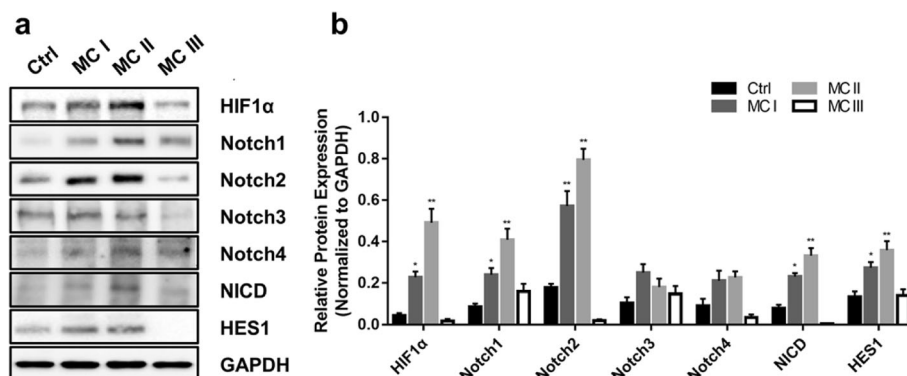 a
Ctrl MC I MC II MC III
HIF1α
Notch1
Notch2
Notch3
Notch4
NICD
HES1
GAPDH
b
Ctrl MC II
MC I MC III
Relative Protein Expression
(Normalized to GAPDH)
1.0
0.8
0.6
0.4
0.2
0.0
* ** * ** ** ** * ** * **
HIF1α Notch1 Notch2 Notch3 Notch4 NICD HES1